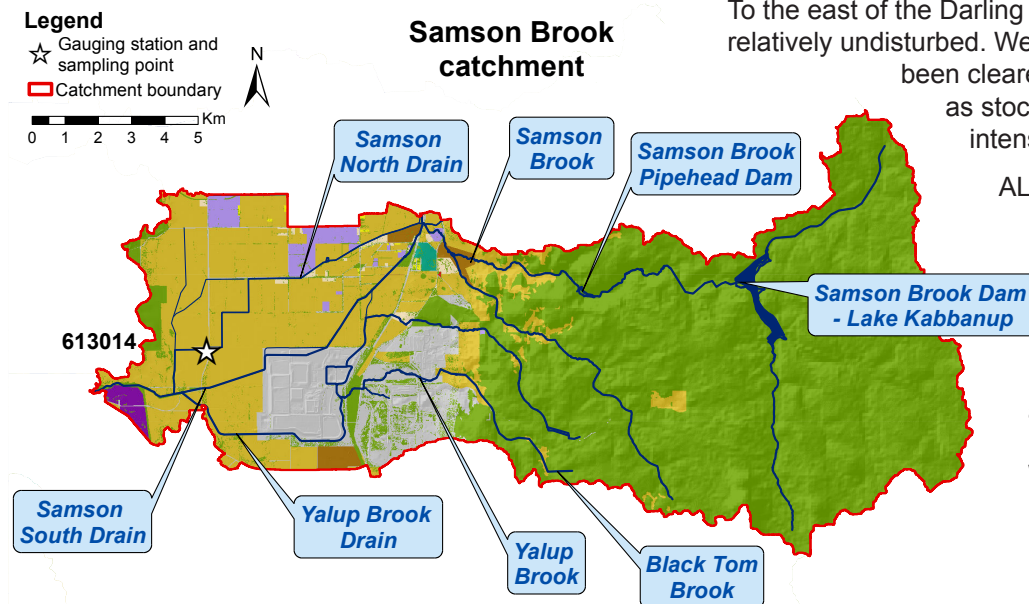 Legend
Gauging station and
sampling point
Catchment boundary
Km
0 1 2 3 4 5
N
Samson Brook
catchment
To the east of the Darling
relatively undisturbed. We
been cleare
as stoc
intens
AL
Samson
North Drain
Samson
Brook
Samson Brook
Pipehead Dam
Samson Brook Dam
- Lake Kabbanup
613014
Samson
South Drain
Yalup Brook
Drain
Yalup
Brook
Black Tom
Brook